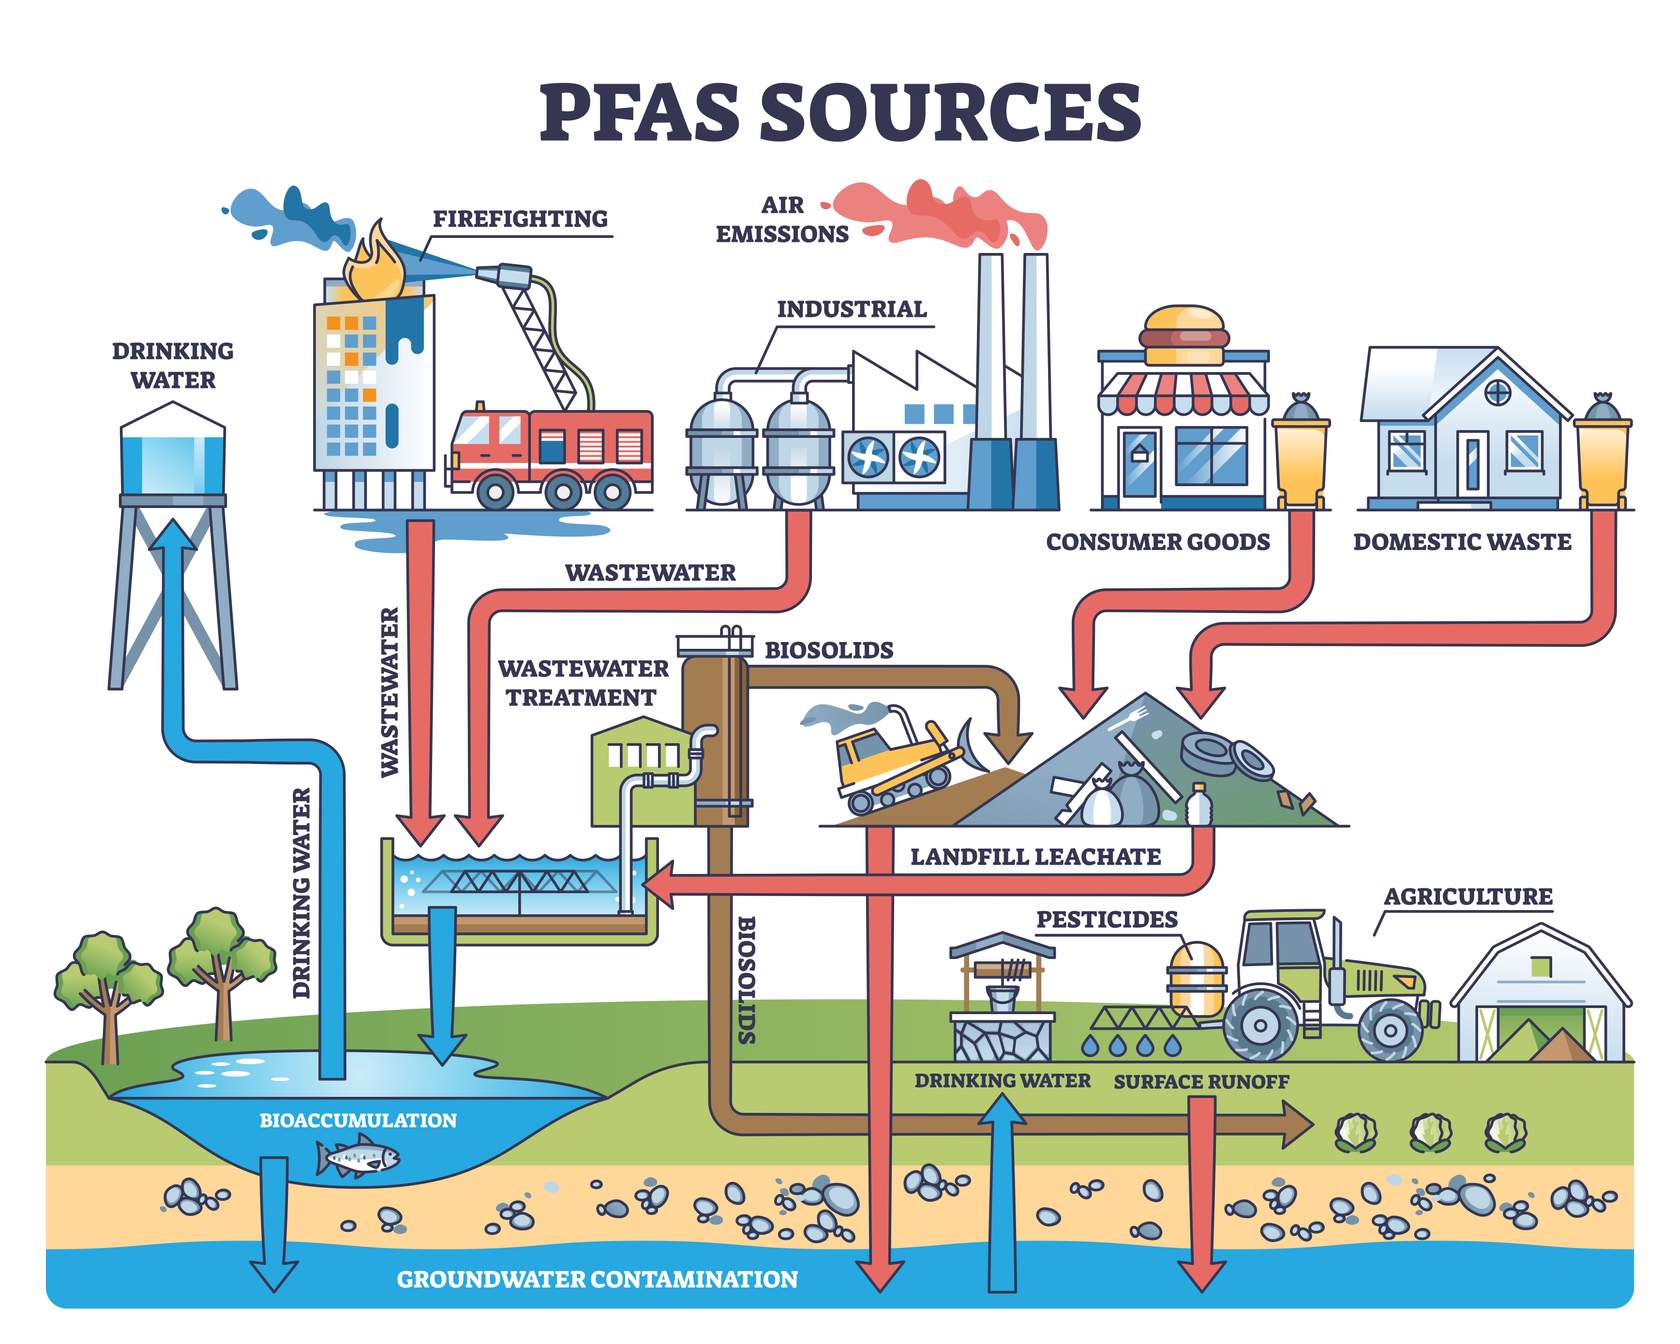 PFAS SOURCES
FIREFIGHTING
AIR
EMISSIONS
INDUSTRIAL
DRINKING
WATER
CONSUMER GOODS
DOMESTIC WASTE
WASTEWATER
WASTEWATER
BIOSOLIDS
WASTEWATER
TREATMENT
DRINKING WATER
LANDFILL LEACHATE
AGRICULTURE
PESTICIDES
BIOSOLIDS
DRINKING WATER
SURFACE RUNOFF
BIOACCUMULATION
GROUNDWATER CONTAMINATION